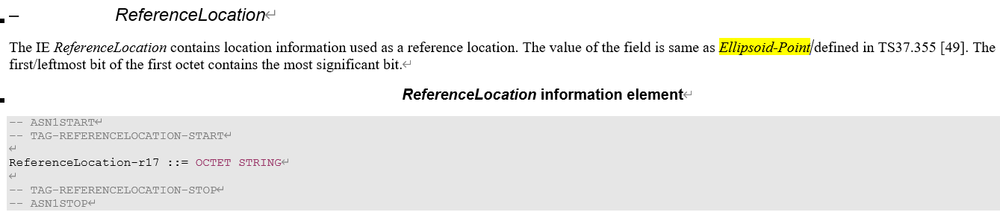 – ReferenceLocation↵
The IE ReferenceLocation contains location information used as a reference location. The value of the field is same as Ellipsoid-Point defined in TS37.355 [49]. The
first/leftmost bit of the first octet contains the most significant bit.↵
ReferenceLocation information element↵
-- ASN1START↵
-- TAG-REFERENCELOCATION-START↵
↵
ReferenceLocation-r17 ::= OCTET STRING↵
↵
-- TAG-REFERENCELOCATION-STOP↵
-- ASN1STOP↵